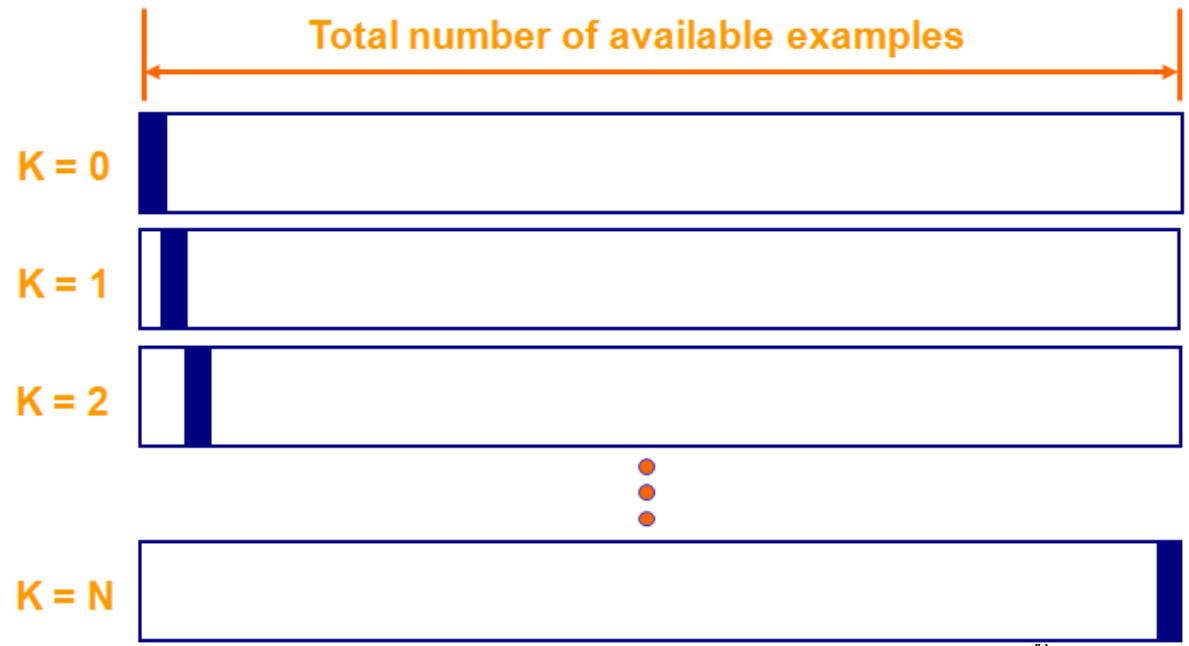 Total number of available examples
K = 0
K = 1
K = 2
K = N